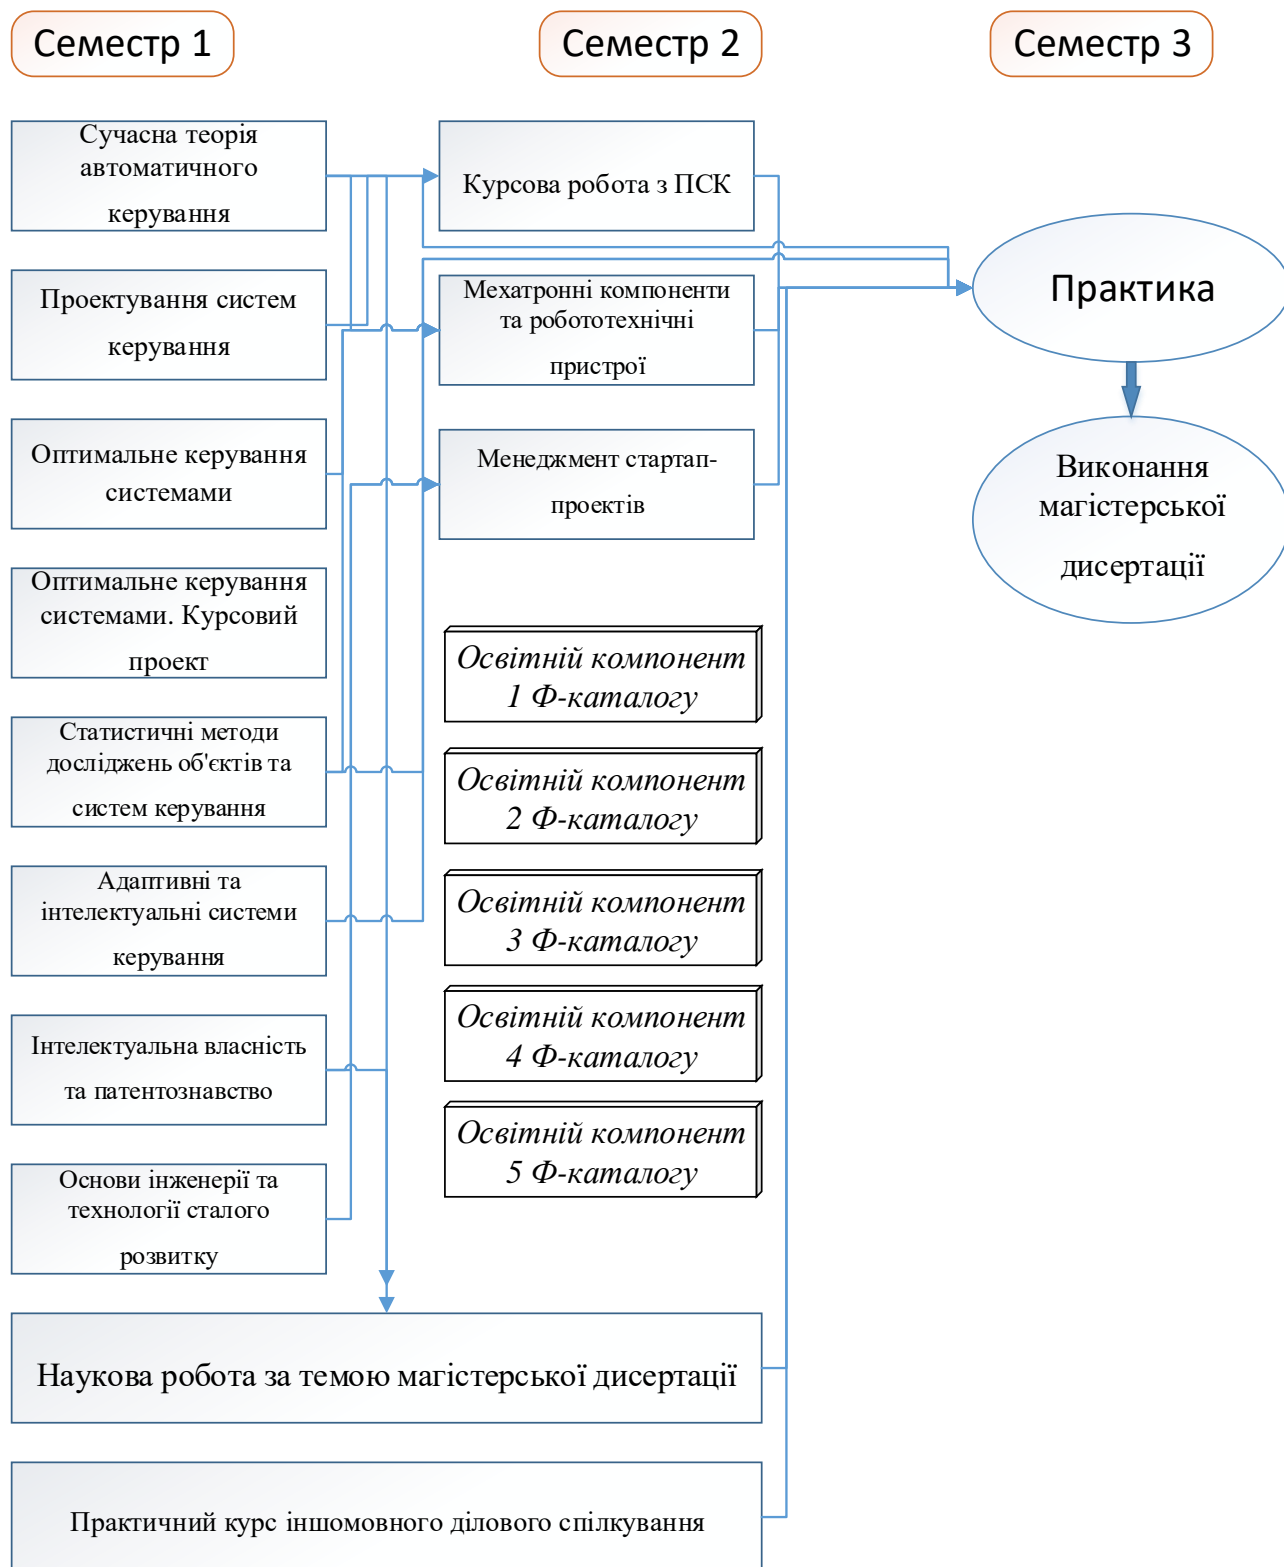 Семестр 1
Семестр 2
Семестр 3
Сучасна теорія
автоматичного
керування
Проектування систем
керування
Оптимальне керування
системами
Оптимальне керування
системами. Курсовий
проект
Статистичні методи
досліджень об'єктів та
систем керування
Адаптивні та
інтелектуальні системи
керування
Інтелектуальна власність
та патентознавство
Основи інженерії та
технології сталого
розвитку
Курсова робота з ПСК
Мехатронні компоненти
та робототехнічні
пристрої
Менеджмент стартап-
проектів
Освітній компонент
1 Ф-каталогу
Освітній компонент
2 Ф-каталогу
Освітній компонент
3 Ф-каталогу
Освітній компонент
4 Ф-каталогу
Освітній компонент
5 Ф-каталогу
Практика
Виконання
магістерської
дисертації
Наукова робота за темою магістерської дисертації
Практичний курс іншомовного ділового спілкування